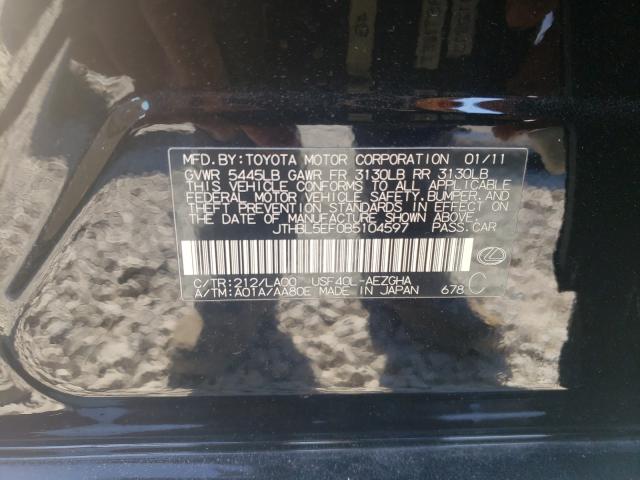 MFD.BY:TOYOTA MOTOR CORPORATION 01/11
GVWR 5445LB GAWR FR 3130LB RR 3130LB
THIS VEHICLE CONFORMS TO ALL APPLICABLE
FEDERAL MOTOR VEHICLE SAFETY,BUMPER,AND
THEFT PREVENTION STANDARDS IN EFFECT ON
THE DATE OF MANUFACTURE SHOWN ABOVE.
JTHBL5EF0B5104597 PASS.CAR
C/TR:212/LA00 USF40L-AEZGHA
A/TM:A01A/AA80E MADE IN JAPAN 678 C